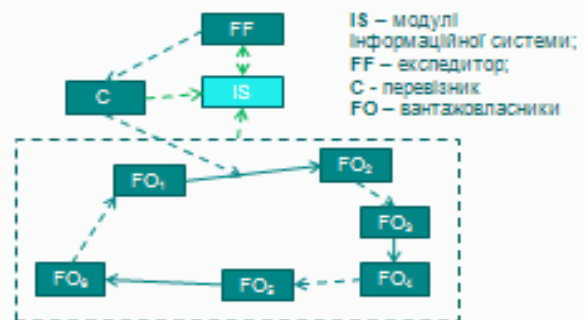 FF
IS – модулі
інформаційної системи;
FF – експедитор;
С - перевізник
FO – вантажовласники
C
IS
FO₁
FO₂
FO₃
FO₄
FO₅
FO₆